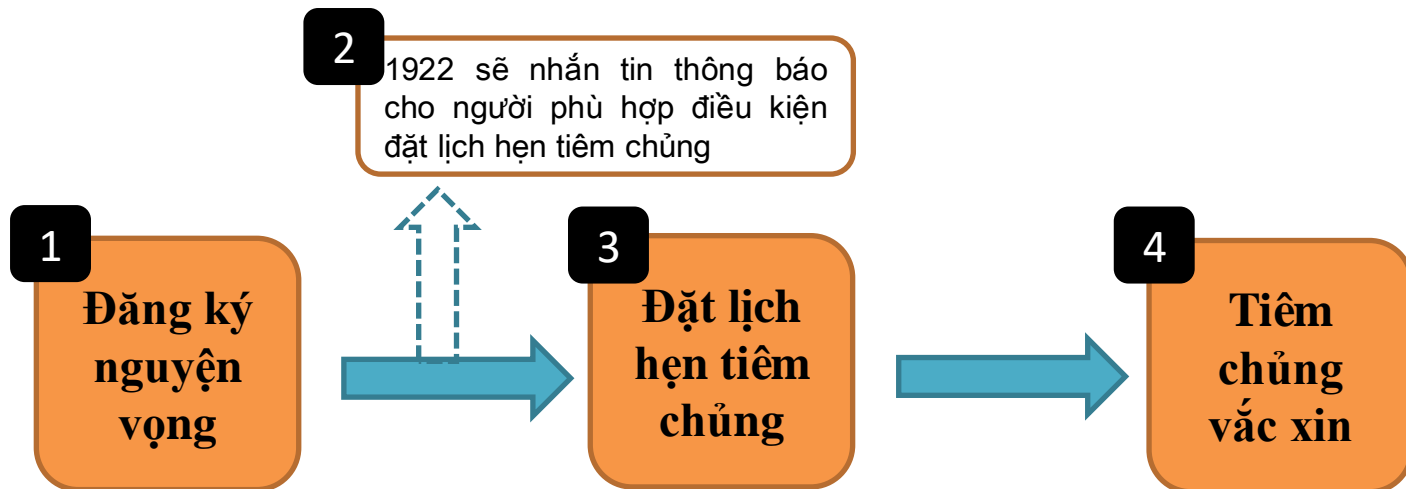 1
Đăng ký
nguyện
vọng
2
1922 sẽ nhắn tin thông báo
cho người phù hợp điều kiện
đặt lịch hẹn tiêm chủng
3
Đặt lịch
hẹn tiêm
chủng
4
Tiêm
chủng
vắc xin